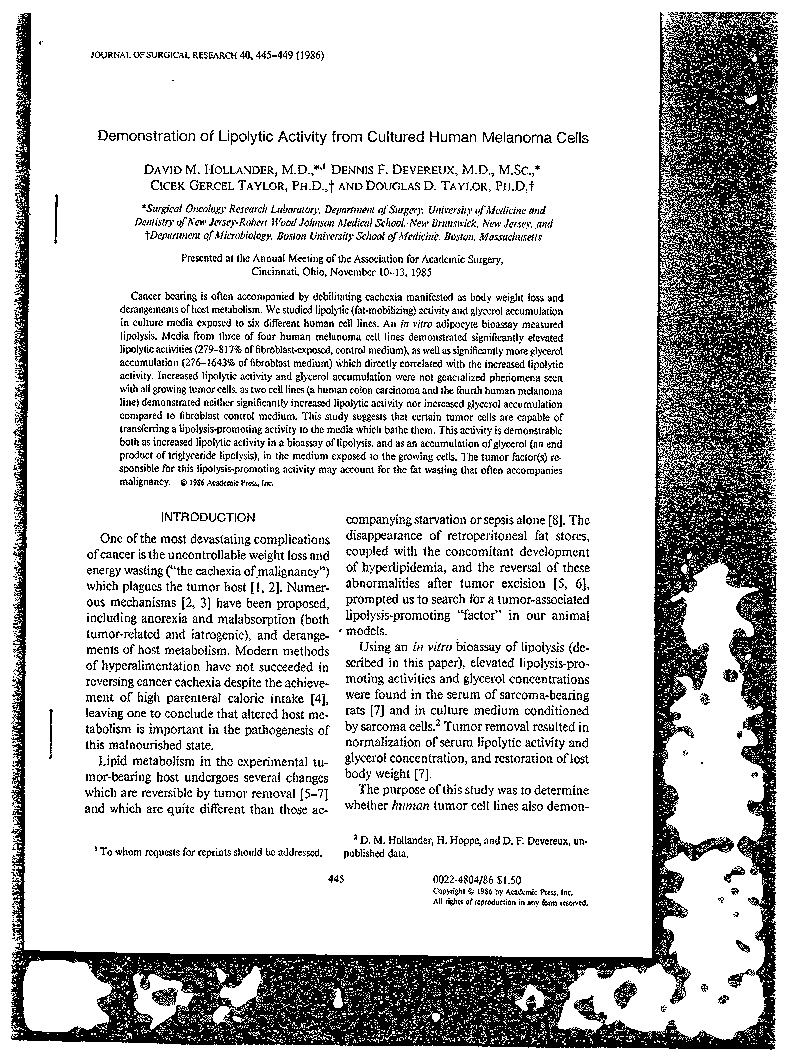 JOURNAL OF SURGICAL RESEARCH 40, 445–449 (1986)
Demonstration of Lipolytic Activity from Cultured Human Melanoma Cells
DAVID M. HOLLANDER, M.D.,*,¹ DENNIS F. DEVEREUX, M.D., M.SC.,*
CICEK GERCEL TAYLOR, PH.D.,† AND DOUGLAS D. TAYLOR, PH.D.†
*Surgical Oncology Research Laboratory, Department of Surgery, University of Medicine and
Dentistry of New Jersey-Robert Wood Johnson Medical School, New Brunswick, New Jersey, and
†Department of Microbiology, Boston University School of Medicine, Boston, Massachusetts
Presented at the Annual Meeting of the Association for Academic Surgery,
Cincinnati, Ohio, November 10–13, 1985
Cancer bearing is often accompanied by debilitating cachexia manifested as body weight loss and
derangements of host metabolism. We studied lipolytic (fat-mobilizing) activity and glycerol accumulation
in culture media exposed to six different human cell lines. An in vitro adipocyte bioassay measured
lipolysis. Media from three of four human melanoma cell lines demonstrated significantly elevated
lipolytic activities (279–817% of fibroblast-exposed, control medium), as well as significantly more glycerol
accumulation (276–1643% of fibroblast medium) which directly correlated with the increased lipolytic
activity. Increased lipolytic activity and glycerol accumulation were not generalized phenomena seen
with all growing tumor cells, as two cell lines (a human colon carcinoma and the fourth human melanoma
line) demonstrated neither significantly increased lipolytic activity nor increased glycerol accumulation
compared to fibroblast control medium. This study suggests that certain tumor cells are capable of
transferring a lipolysis-promoting activity to the media which bathe them. This activity is demonstrable
both as increased lipolytic activity in a bioassay of lipolysis, and as an accumulation of glycerol (an end
product of triglyceride lipolysis), in the medium exposed to the growing cells. The tumor factor(s) re-
sponsible for this lipolysis-promoting activity may account for the fat wasting that often accompanies
malignancy. © 1986 Academic Press, Inc.
INTRODUCTION
One of the most devastating complications
of cancer is the uncontrollable weight loss and
energy wasting ("the cachexia of malignancy")
which plagues the tumor host [1, 2]. Numer-
ous mechanisms [2, 3] have been proposed,
including anorexia and malabsorption (both
tumor-related and iatrogenic), and derange-
ments of host metabolism. Modern methods
of hyperalimentation have not succeeded in
reversing cancer cachexia despite the achieve-
ment of high parenteral caloric intake [4],
leaving one to conclude that altered host me-
tabolism is important in the pathogenesis of
this malnourished state.
Lipid metabolism in the experimental tu-
mor-bearing host undergoes several changes
which are reversible by tumor removal [5–7]
and which are quite different than those ac-
¹ To whom requests for reprints should be addressed.
companying starvation or sepsis alone [8]. The
disappearance of retroperitoneal fat stores,
coupled with the concomitant development
of hyperlipidemia, and the reversal of these
abnormalities after tumor excision [5, 6],
prompted us to search for a tumor-associated
lipolysis-promoting "factor" in our animal
models.
Using an in vitro bioassay of lipolysis (de-
scribed in this paper), elevated lipolysis-pro-
moting activities and glycerol concentrations
were found in the serum of sarcoma-bearing
rats [7] and in culture medium conditioned
by sarcoma cells.² Tumor removal resulted in
normalization of serum lipolytic activity and
glycerol concentration, and restoration of lost
body weight [7].
The purpose of this study was to determine
whether human tumor cell lines also demon-
² D. M. Hollander, H. Hoppe, and D. F. Devereux, un-
published data.
445
0022-4804/86 $1.50
Copyright © 1986 by Academic Press, Inc.
All rights of reproduction in any form reserved.